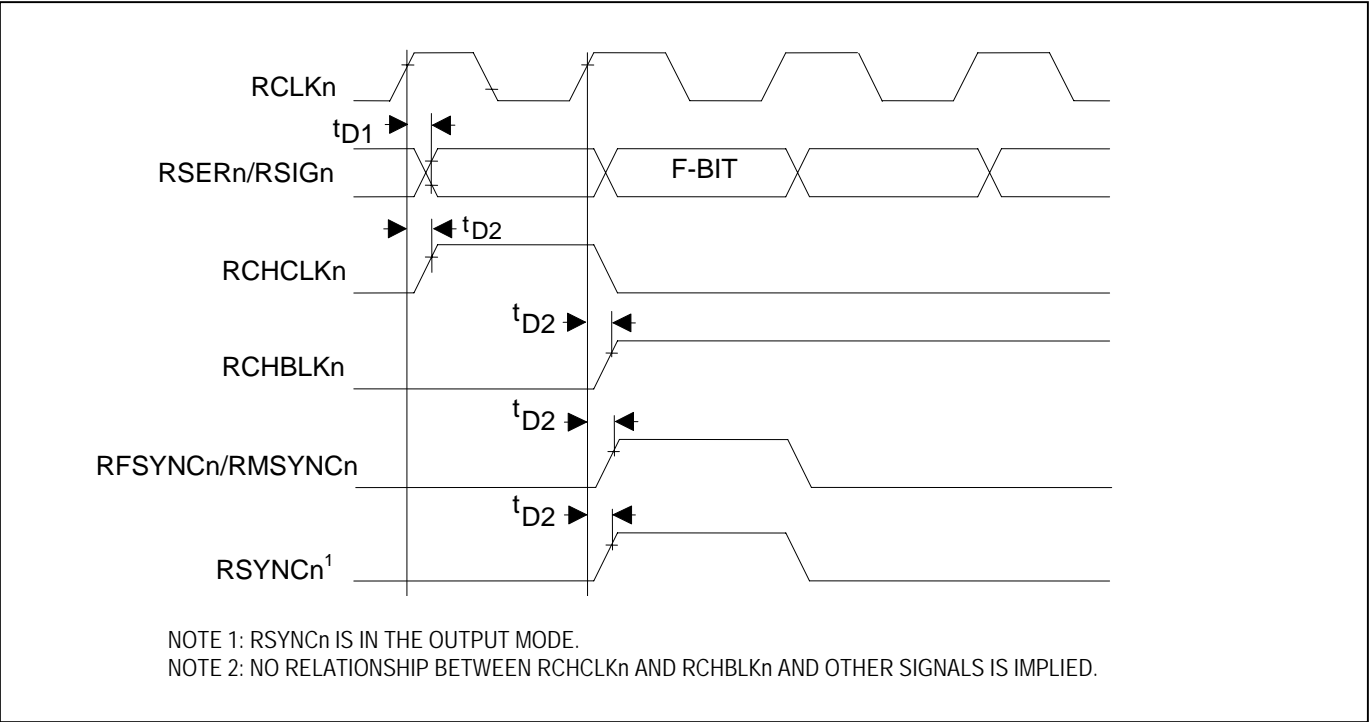 RCLKn
tD1
RSERn/RSIGn
F-BIT
tD2
RCHCLKn
tD2
RCHBLKn
tD2
RFSYNCn/RMSYNCn
tD2
RSYNCn¹
NOTE 1: RSYNCn IS IN THE OUTPUT MODE.
NOTE 2: NO RELATIONSHIP BETWEEN RCHCLKn AND RCHBLKn AND OTHER SIGNALS IS IMPLIED.